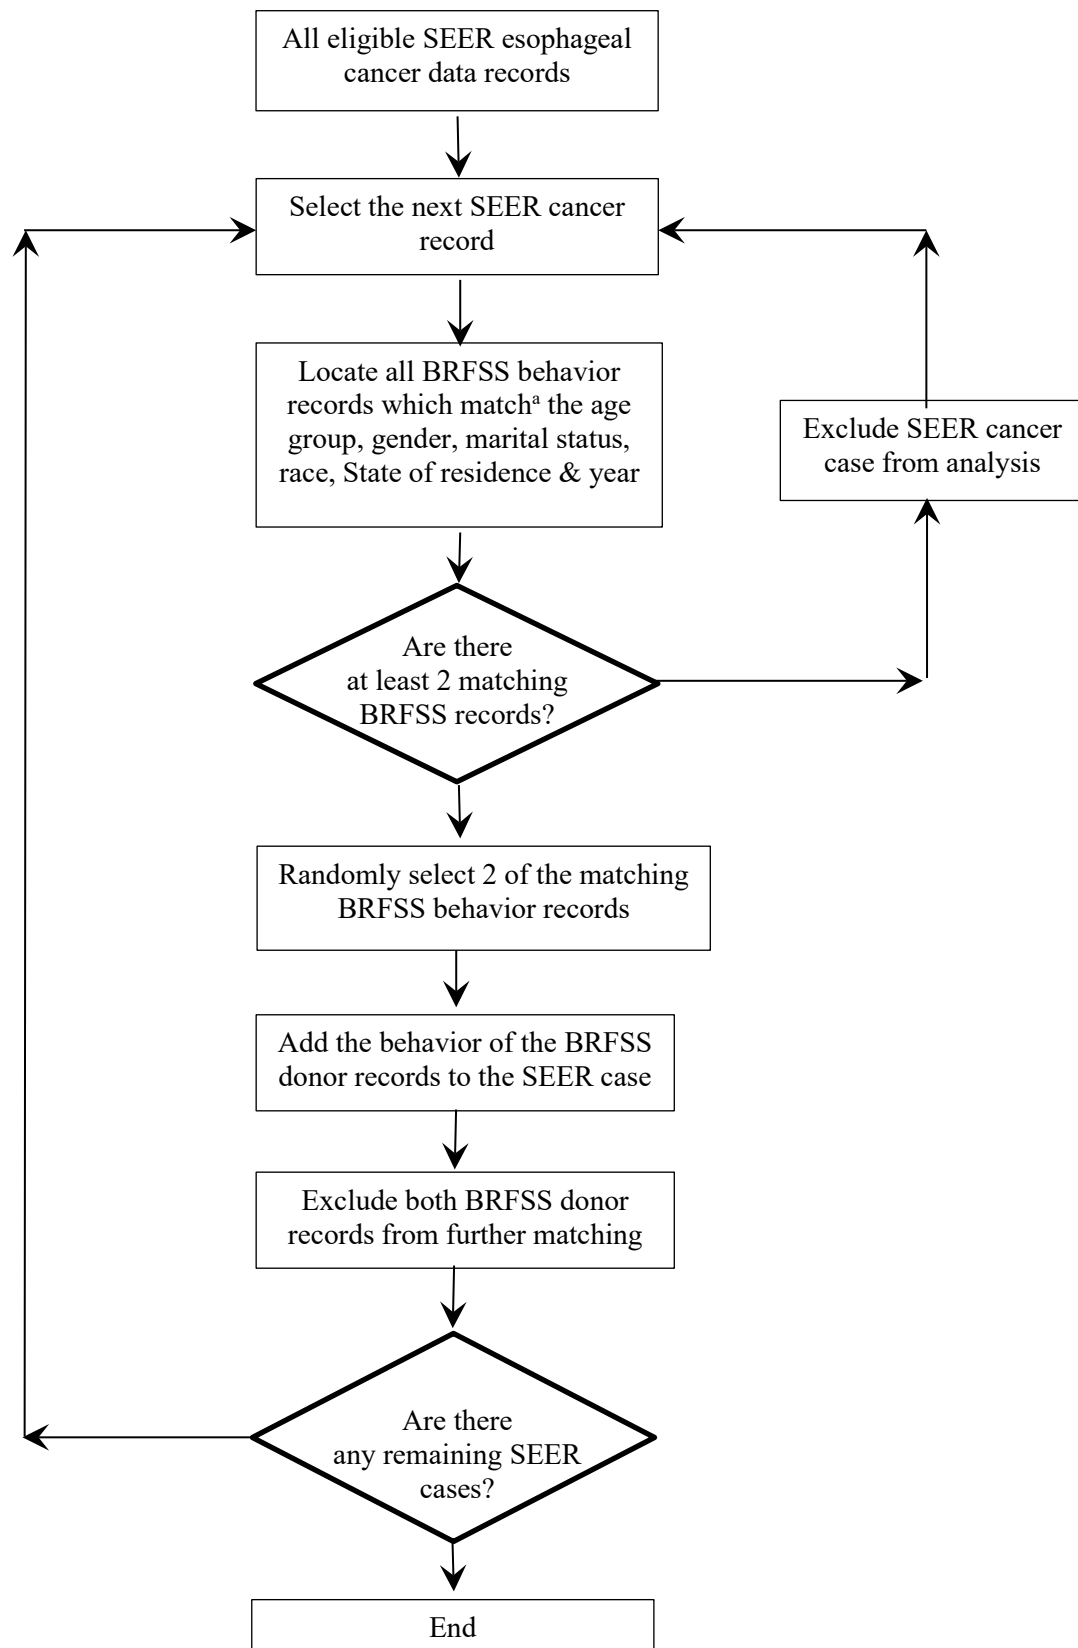 All eligible SEER esophageal
cancer data records
Select the next SEER cancer
record
Locate all BRFSS behavior
records which matchᵃ the age
group, gender, marital status,
race, State of residence & year
Exclude SEER cancer
case from analysis
Are there
at least 2 matching
BRFSS records?
Randomly select 2 of the matching
BRFSS behavior records
Add the behavior of the BRFSS
donor records to the SEER case
Exclude both BRFSS donor
records from further matching
Are there
any remaining SEER
cases?
End